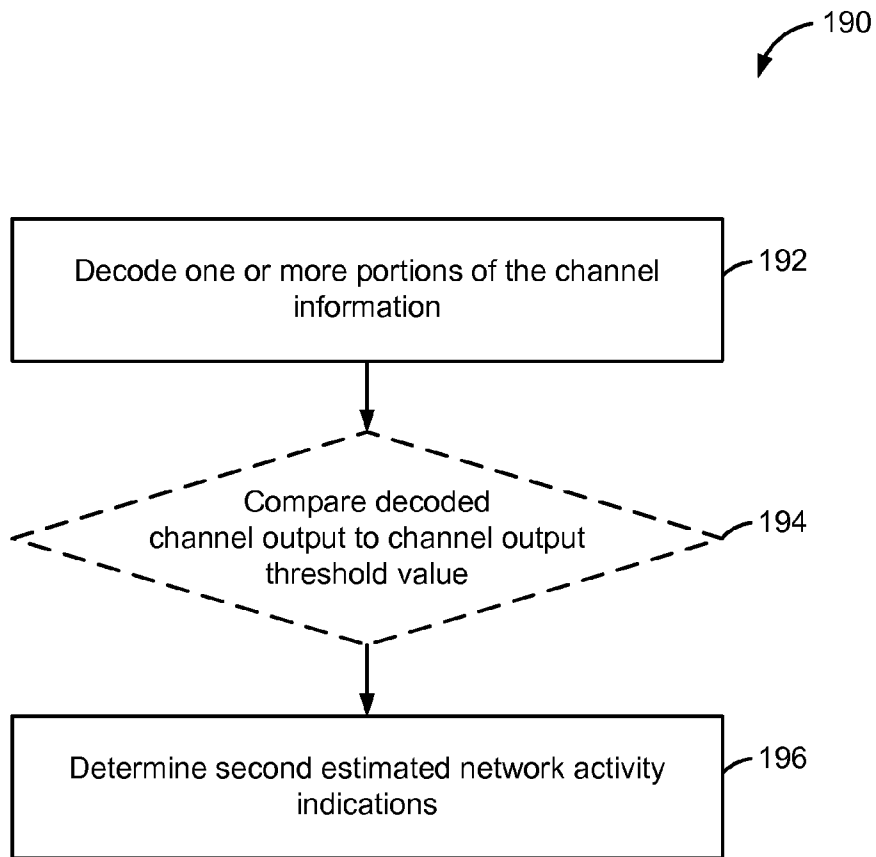 190
Decode one or more portions of the channel
information
192
Compare decoded
channel output to channel output
threshold value
194
Determine second estimated network activity
indications
196